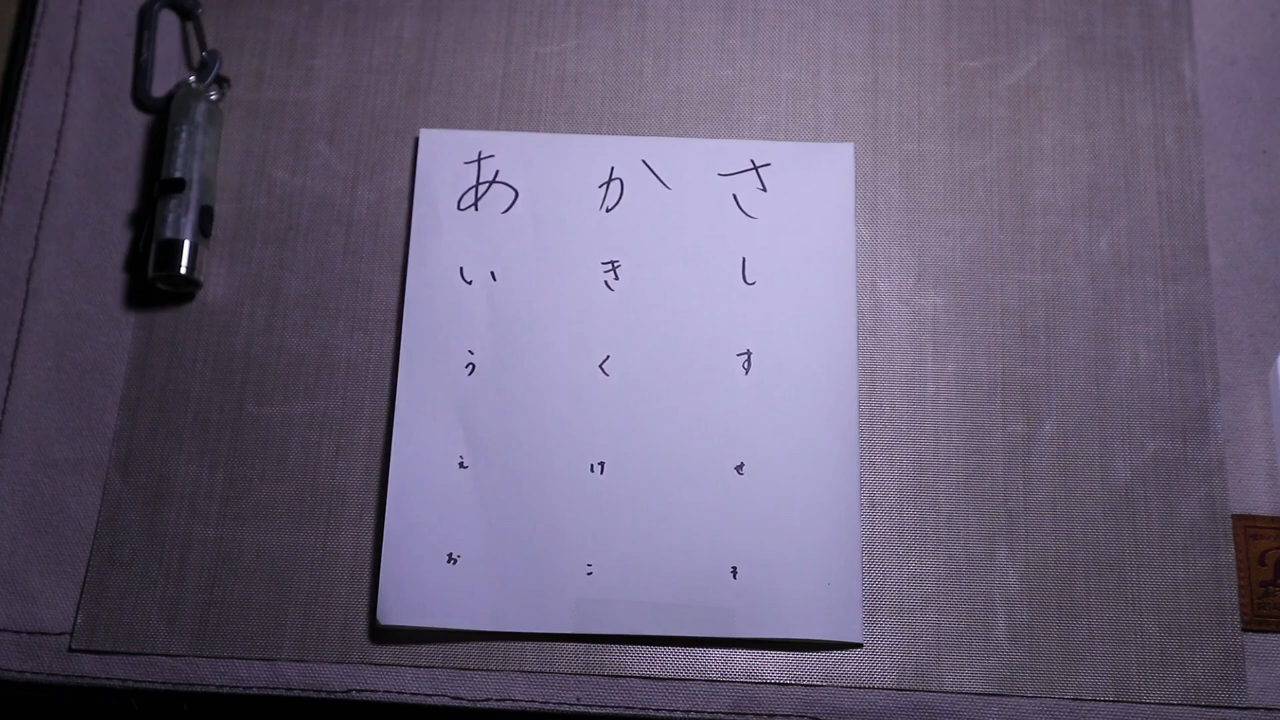 あ か さ
い き し
う く す
え け せ
お こ そ